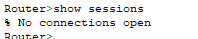 Router>show sessions
% No connections open
Router>